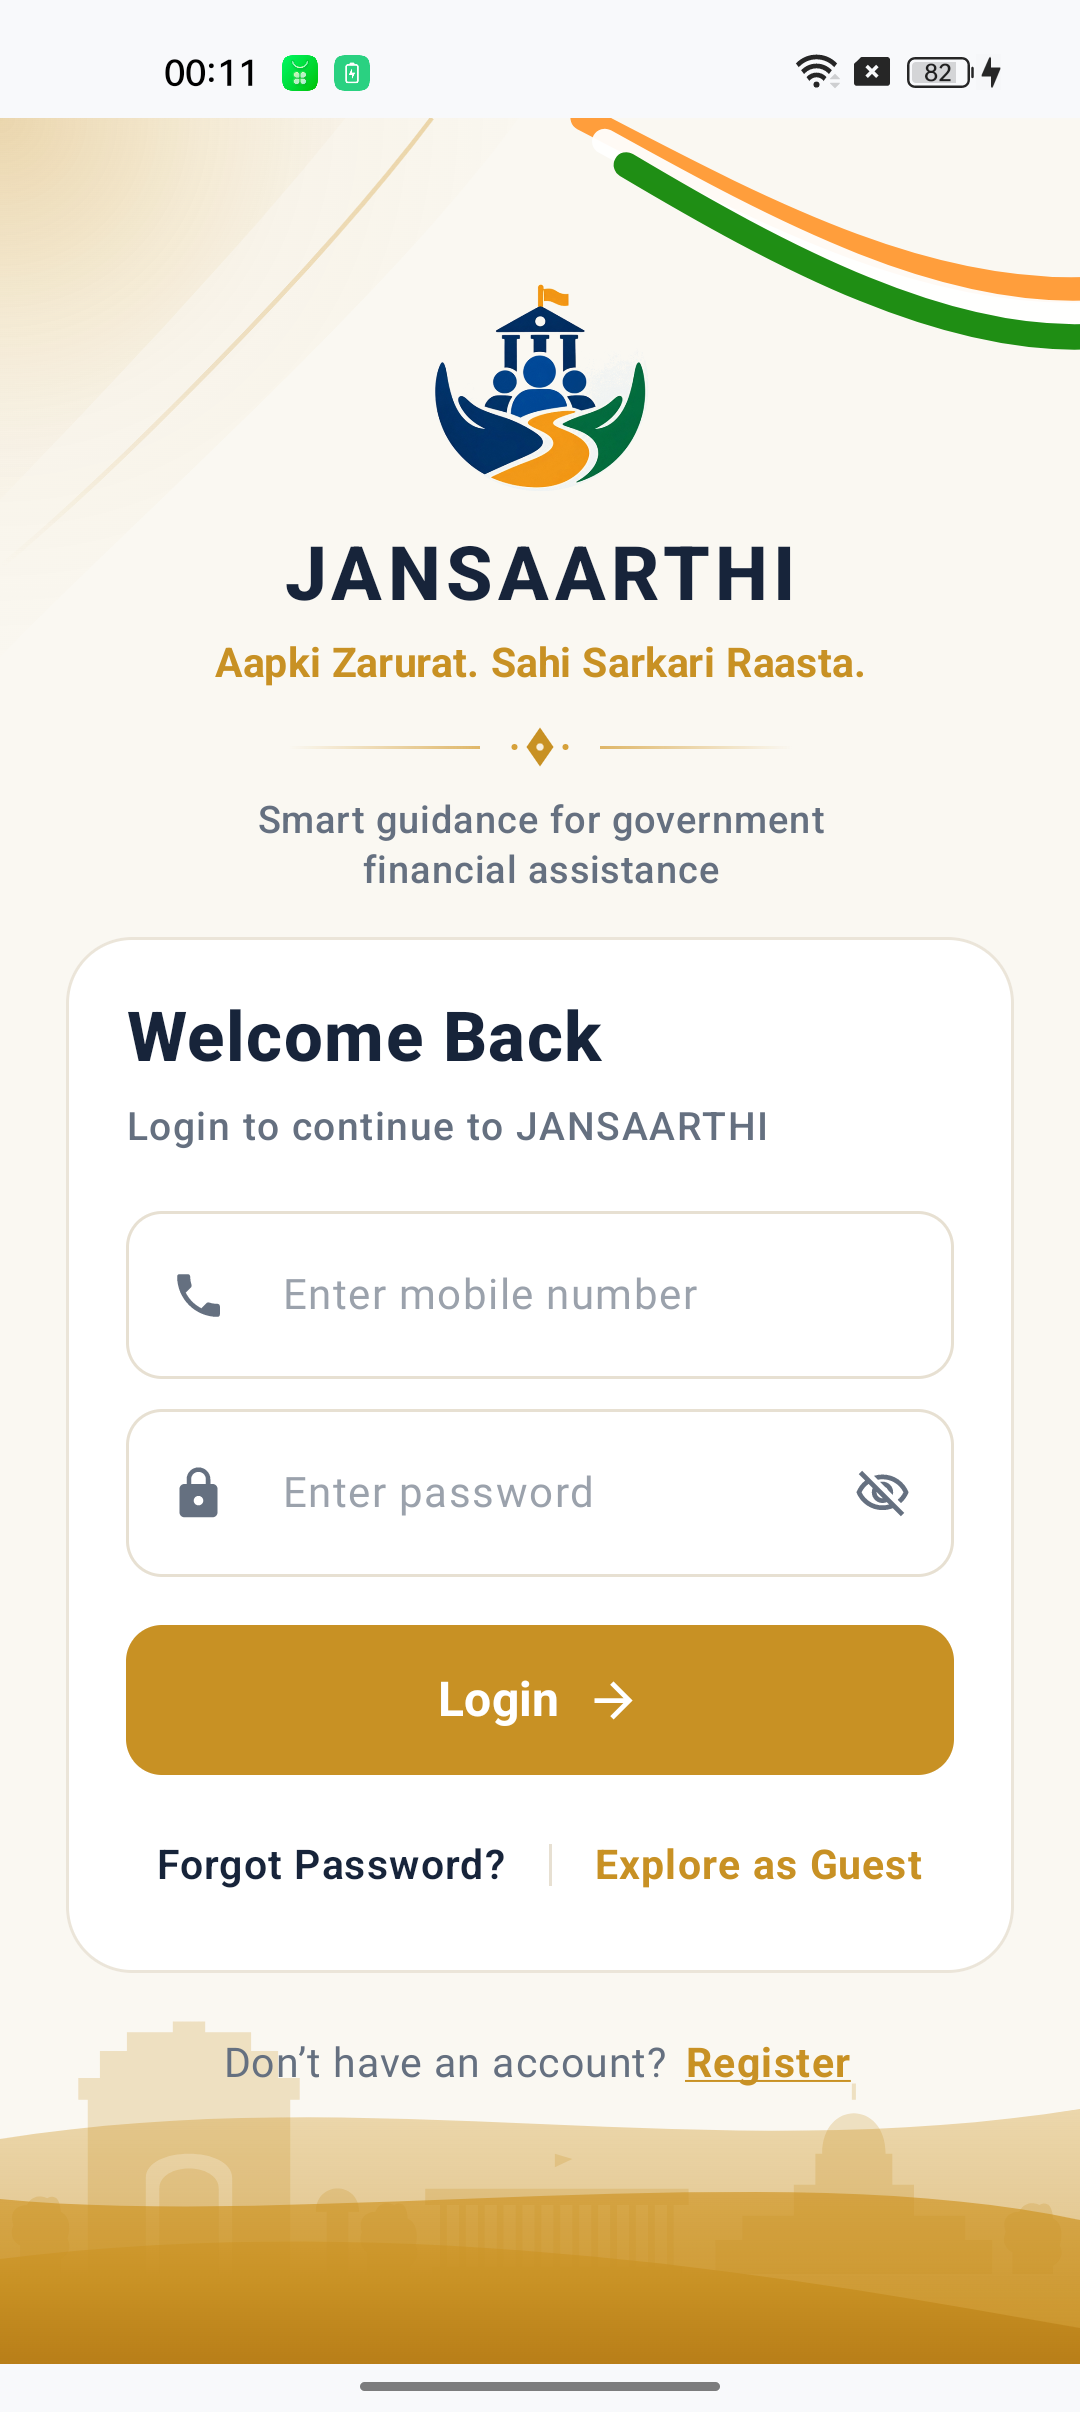 00:11
82
JANSAARTHI
Aapki Zarurat. Sahi Sarkari Raasta.
Smart guidance for government
financial assistance
Welcome Back
Login to continue to JANSAARTHI
Enter mobile number
Enter password
Login →
Forgot Password? | Explore as Guest
Don’t have an account? Register